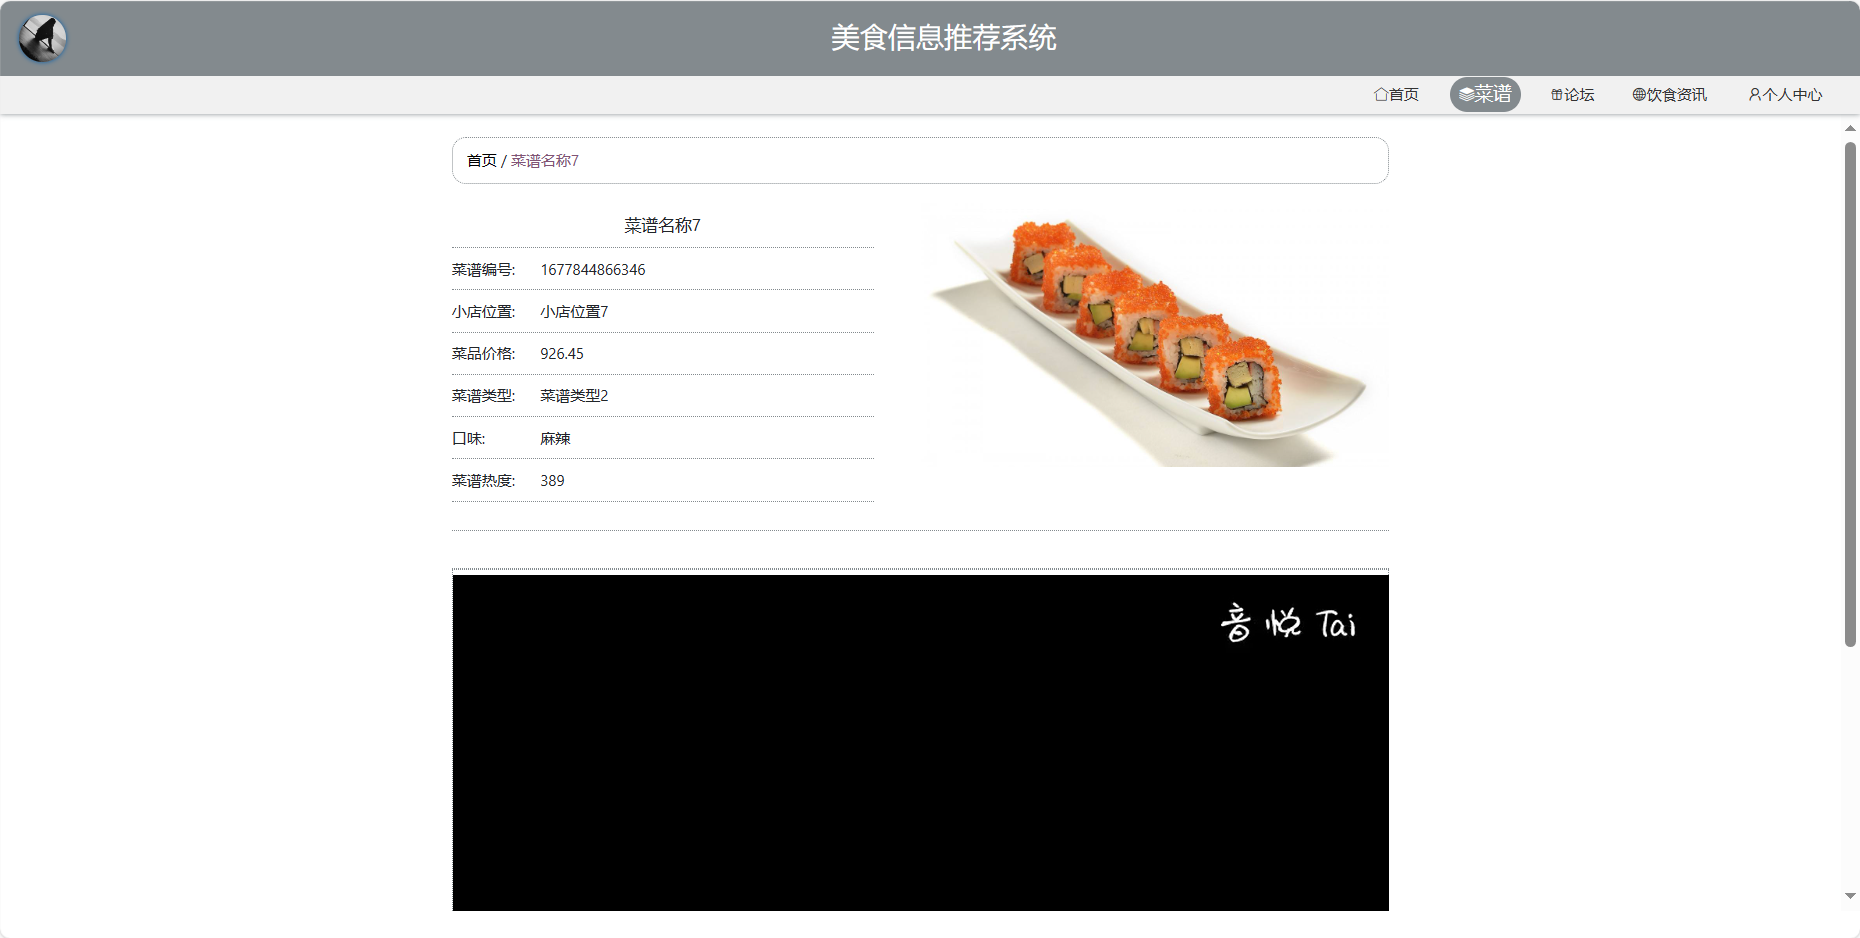 美食信息推荐系统
首页 菜谱 论坛 饮食资讯 个人中心
首页 / 菜谱名称7
菜谱名称7
菜谱编号: 1677844866346
小店位置: 小店位置7
菜品价格: 926.45
菜谱类型: 菜谱类型2
口味: 麻辣
菜谱热度: 389
音悦Tai